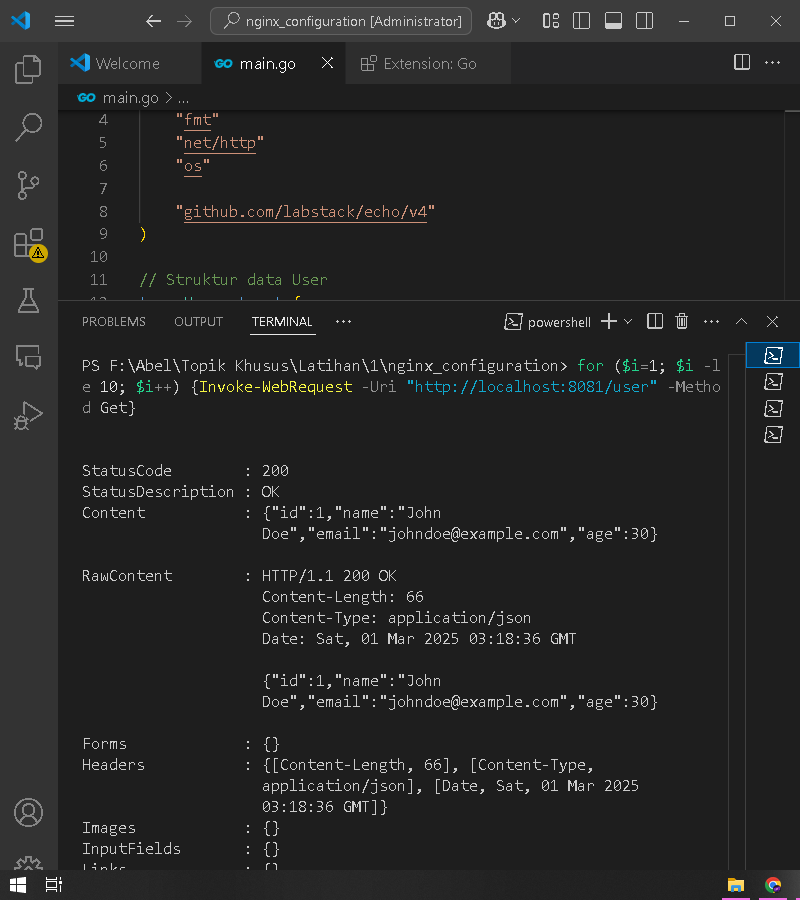 nginx_configuration [Administrator]
Welcome
main.go
Extension: Go
main.go > ...
4 "fmt"
5 "net/http"
6 "os"
7
8 "github.com/labstack/echo/v4"
9 )
10
11 // Struktur data User
PROBLEMS OUTPUT TERMINAL ...
powershell
PS F:\Abel\Topik Khusus\Latihan\1\nginx_configuration> for ($i=1; $i -l
e 10; $i++) {Invoke-WebRequest -Uri "http://localhost:8081/user" -Metho
d Get}
StatusCode : 200
StatusDescription : OK
Content : {"id":1,"name":"John
Doe","email":"johndoe@example.com","age":30}
RawContent : HTTP/1.1 200 OK
Content-Length: 66
Content-Type: application/json
Date: Sat, 01 Mar 2025 03:18:36 GMT
{"id":1,"name":"John
Doe","email":"johndoe@example.com","age":30}
Forms : {}
Headers : {[Content-Length, 66], [Content-Type,
application/json], [Date, Sat, 01 Mar 2025
03:18:36 GMT]}
Images : {}
InputFields : {}
Links : {}